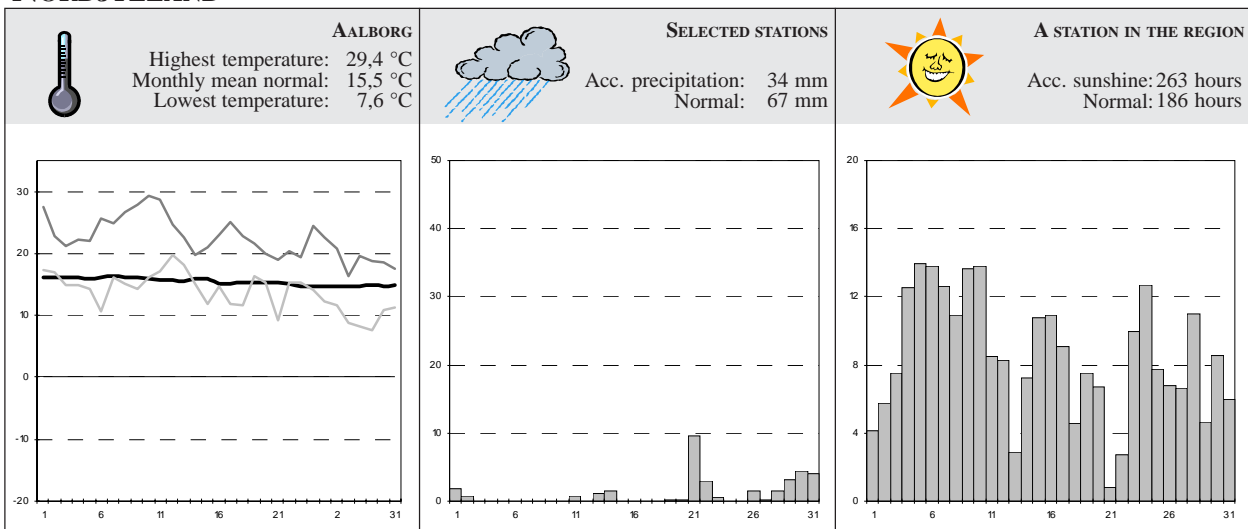 AALBORG
Highest temperature: 29,4 °C
Monthly mean normal: 15,5 °C
Lowest temperature: 7,6 °C
SELECTED STATIONS
Acc. precipitation: 34 mm
Normal: 67 mm
A STATION IN THE REGION
Acc. sunshine: 263 hours
Normal: 186 hours
30
20
10
0
-10
-20
1 6 11 16 21 2 31
50
40
30
20
10
0
1 6 11 16 21 26 31
20
16
12
8
4
0
1 6 11 16 21 26 31